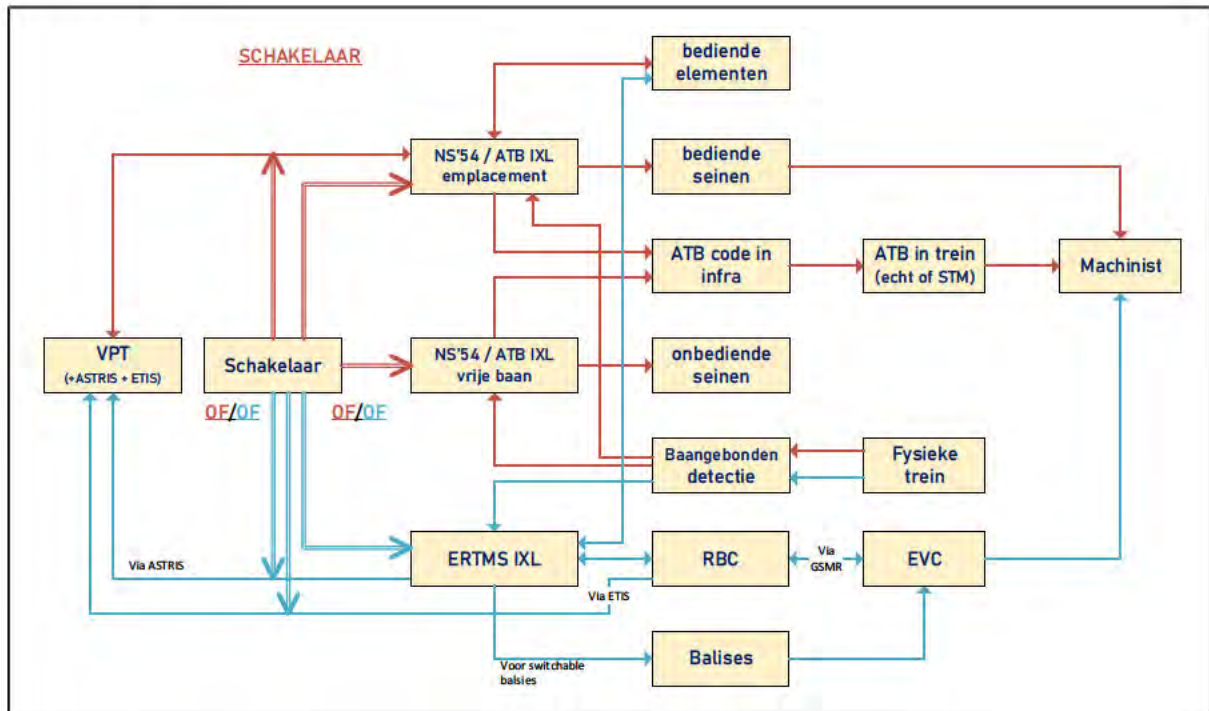 SCHAKELAAR
bediende
elementen
NS'54 / ATB IXL
emplacement
bediende
seinen
ATB code in
infra
ATB in trein
(echt of STM)
Machinist
VPT
(+ASTRIS + ETIS)
Schakelaar
NS'54 / ATB IXL
vrije baan
onbediende
seinen
OF/OF
OF/OF
Baangebonden
detectie
Fysieke
trein
Via ASTRIS
ERTMS IXL
Via ETIS
RBC
Via
GSMR
EVC
Voor switchable
balsies
Balises